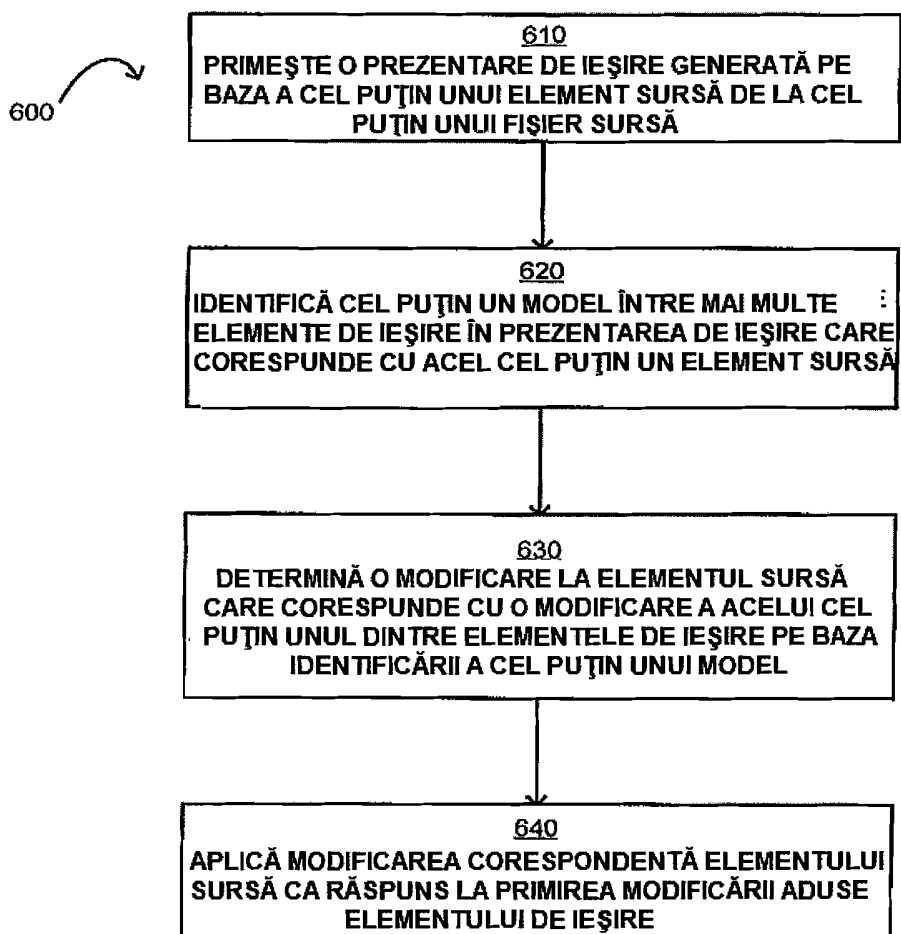 600
610
PRIMEŞTE O PREZENTARE DE IEŞIRE GENERATĂ PE
BAZA A CEL PUŢIN UNUI ELEMENT SURSĂ DE LA CEL
PUŢIN UNUI FIŞIER SURSĂ
620
IDENTIFICĂ CEL PUŢIN UN MODEL ÎNTRE MAI MULTE
ELEMENTE DE IEŞIRE ÎN PREZENTAREA DE IEŞIRE CARE
CORESPUNDE CU ACEL CEL PUŢIN UN ELEMENT SURSĂ
630
DETERMINĂ O MODIFICARE LA ELEMENTUL SURSĂ
CARE CORESPUNDE CU O MODIFICARE A ACELUI CEL
PUŢIN UNUL DINTRE ELEMENTELE DE IEŞIRE PE BAZA
IDENTIFICĂRII A CEL PUŢIN UNUI MODEL
640
APLICĂ MODIFICAREA CORESPONDENTĂ ELEMENTULUI
SURSĂ CA RĂSPUNS LA PRIMIREA MODIFICĂRII ADUSE
ELEMENTULUI DE IEŞIRE